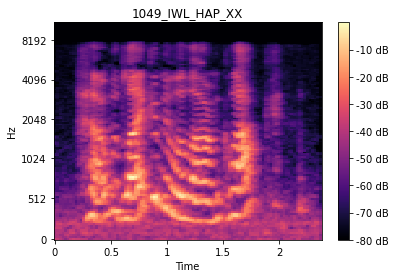 1049_IWL_HAP_XX
8192
4096
2048
1024
512
0
Hz
0
0.5
1
1.5
2
Time
-10 dB
-20 dB
-30 dB
-40 dB
-50 dB
-60 dB
-70 dB
-80 dB